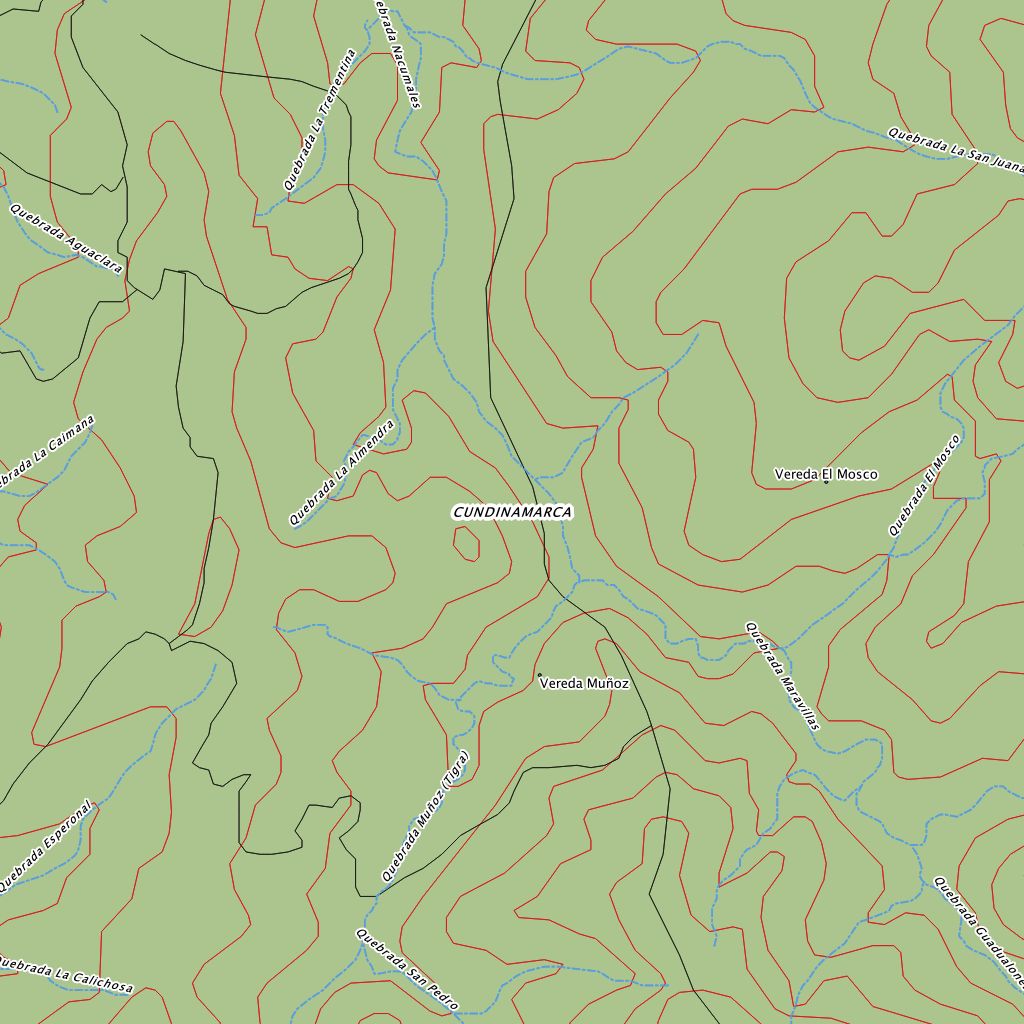 Quebrada Nacumales
Quebrada La Trementina
Quebrada La San Juana
Quebrada Aguaclara
Quebrada La Caimana
Quebrada La Almendra
Vereda El Mosco
Quebrada El Mosco
CUNDINAMARCA
Vereda Muñoz
Quebrada Maravillas
Quebrada Muñoz (Tigra)
Quebrada Esperonal
Quebrada Guadualones
Quebrada San Pedro
Quebrada La Calichosa